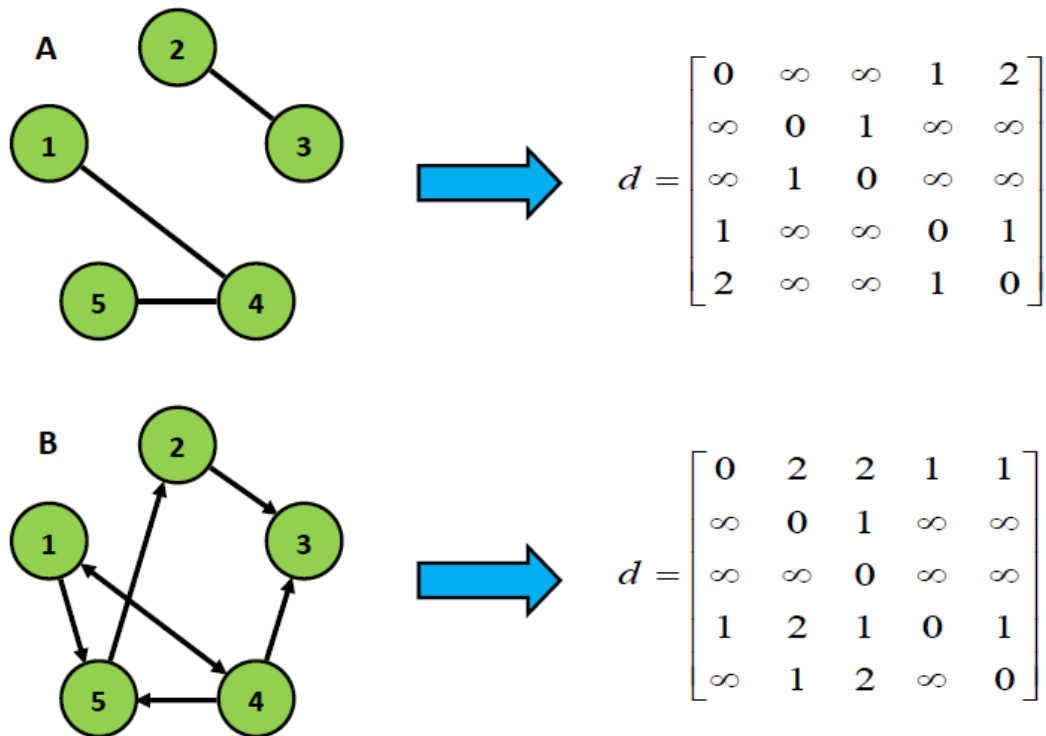 A
2
1
3
5
4
d = [0 ∞ ∞ 1 2
∞ 0 1 ∞ ∞
∞ 1 0 ∞ ∞
1 ∞ ∞ 0 1
2 ∞ ∞ 1 0]
B
2
1
3
5
4
d = [0 2 2 1 1
∞ 0 1 ∞ ∞
∞ ∞ 0 ∞ ∞
1 2 1 0 1
∞ 1 2 ∞ 0]